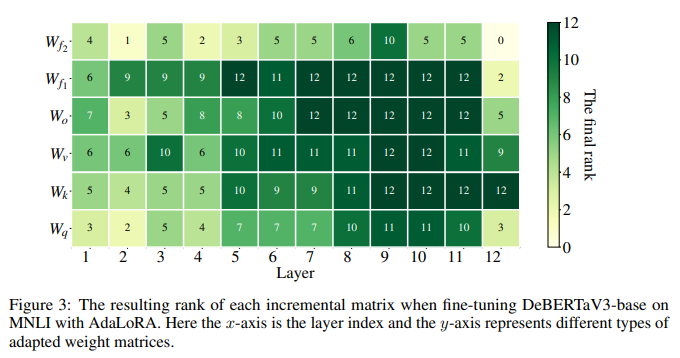 12
W_{f_2} 4 1 5 2 3 5 5 6 10 5 5 0
10
W_{f_1} 6 9 9 9 12 11 12 12 12 12 12 2
8
W_o 7 3 5 8 8 10 12 12 12 12 12 5
6
W_v 6 6 10 6 10 11 11 11 12 12 11 9
4
W_k 5 4 5 5 10 9 9 11 12 12 12 12
2
W_q 3 2 5 4 7 7 7 10 11 11 10 3
0
The final rank
1 2 3 4 5 6 7 8 9 10 11 12
Layer
Figure 3: The resulting rank of each incremental matrix when fine-tuning DeBERTaV3-base on
MNLI with AdaLoRA. Here the x-axis is the layer index and the y-axis represents different types of
adapted weight matrices.